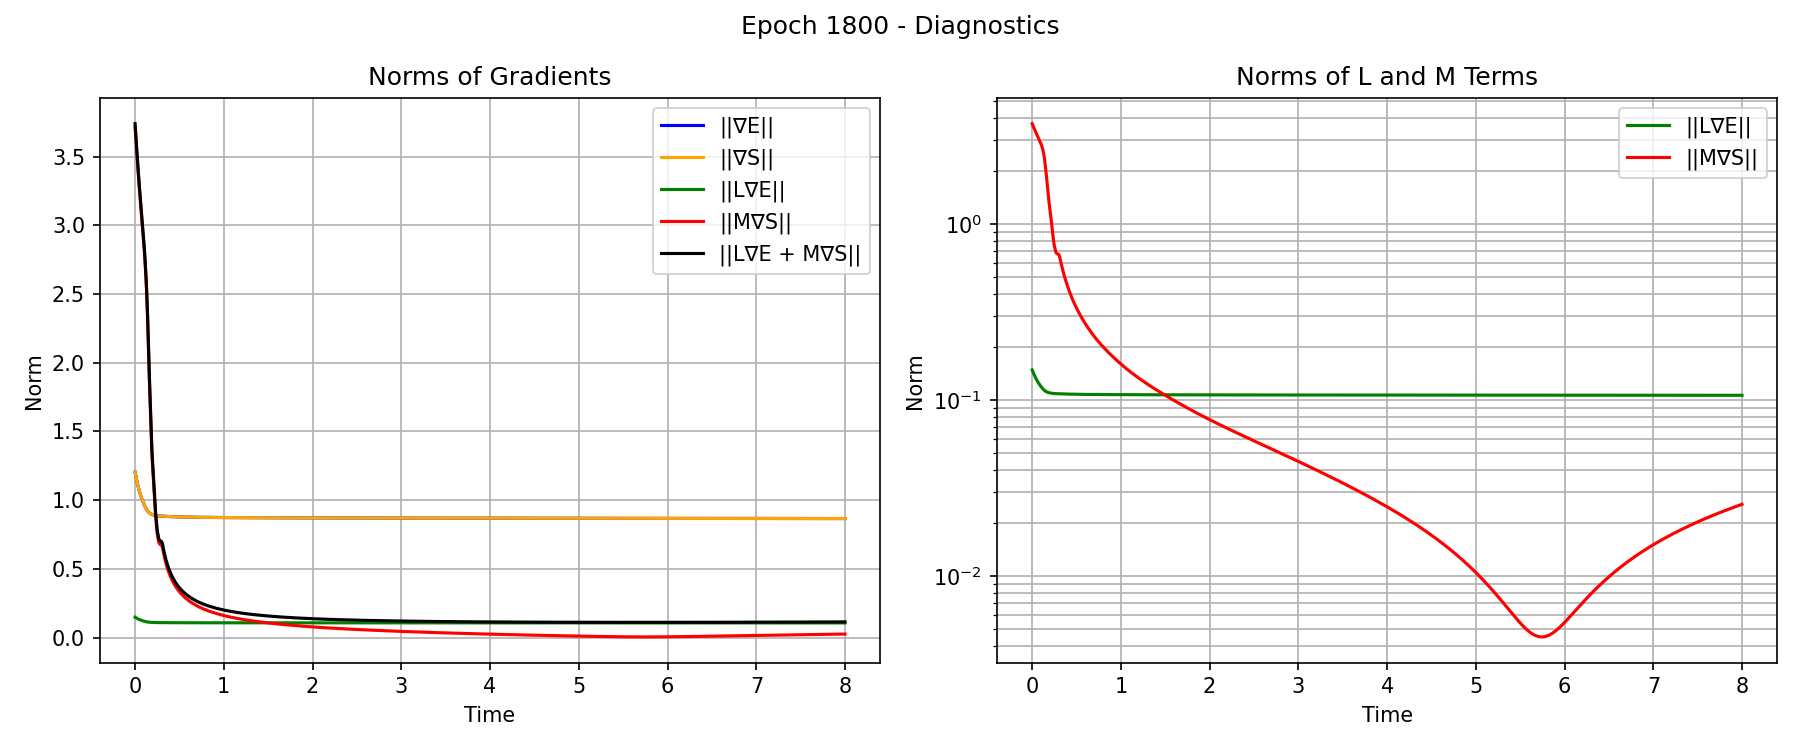 Epoch 1800 - Diagnostics
Norms of Gradients
||∇E||
||∇S||
||L∇E||
||M∇S||
||L∇E + M∇S||
3.5
3.0
2.5
2.0
1.5
1.0
0.5
0.0
Norm
0 1 2 3 4 5 6 7 8
Time
Norms of L and M Terms
||L∇E||
||M∇S||
10⁰
10⁻¹
10⁻²
Norm
0 1 2 3 4 5 6 7 8
Time